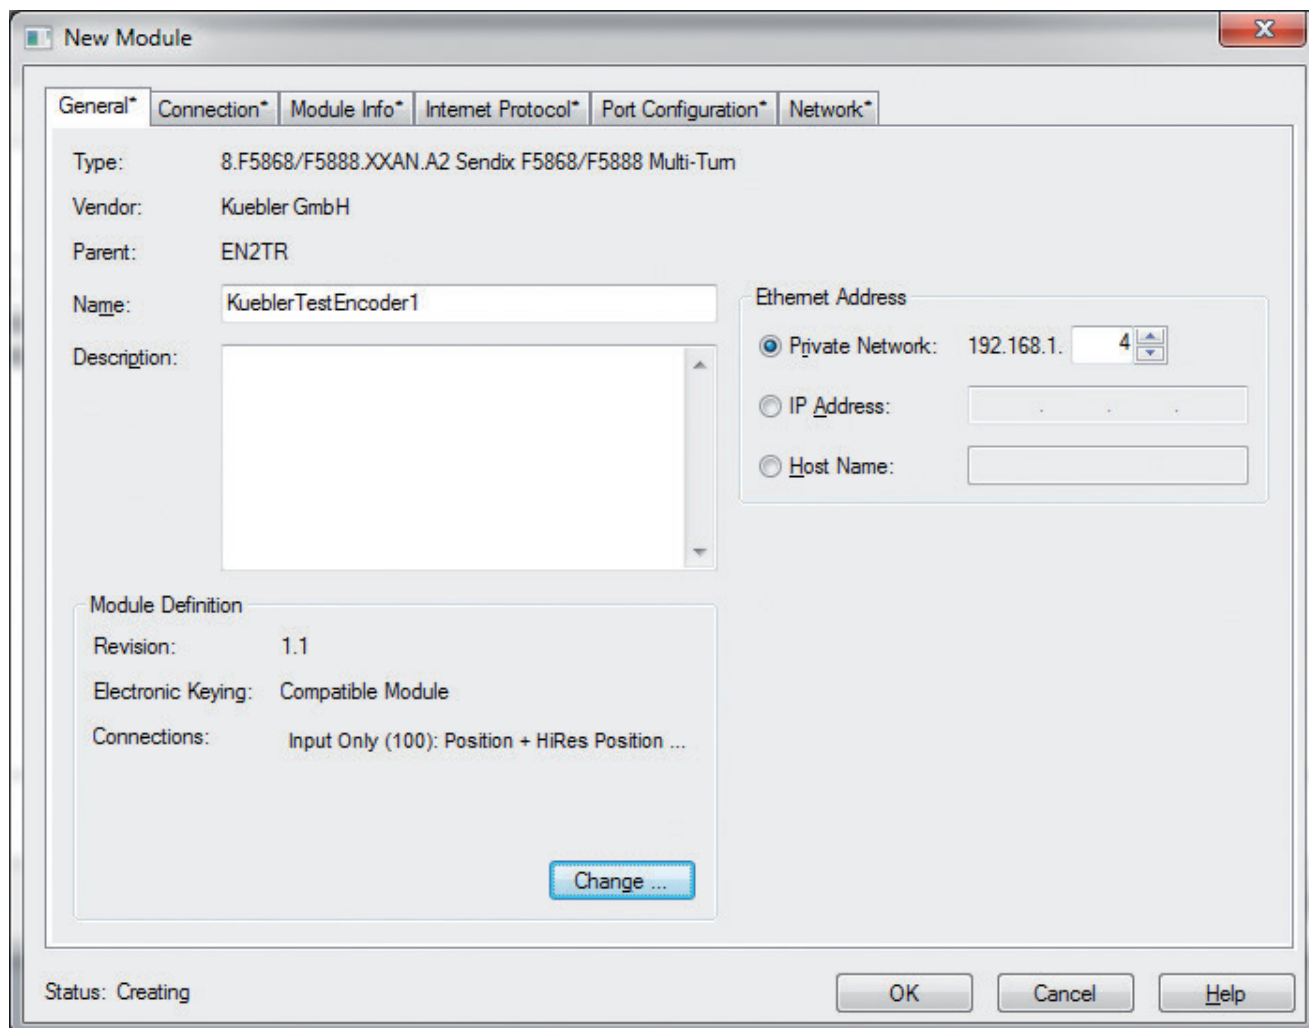 New Module
General* Connection* Module Info* Internet Protocol* Port Configuration* Network*
Type: 8.F5868/F5888.XXAN.A2 Sendix F5868/F5888 Multi-Turn
Vendor: Kuebler GmbH
Parent: EN2TR
Name: KueblerTestEncoder1
Description:
Ethernet Address
Private Network: 192.168.1. 4
IP Address: . . .
Host Name:
Module Definition
Revision: 1.1
Electronic Keying: Compatible Module
Connections: Input Only (100): Position + HiRes Position ...
Change ...
Status: Creating
OK Cancel Help